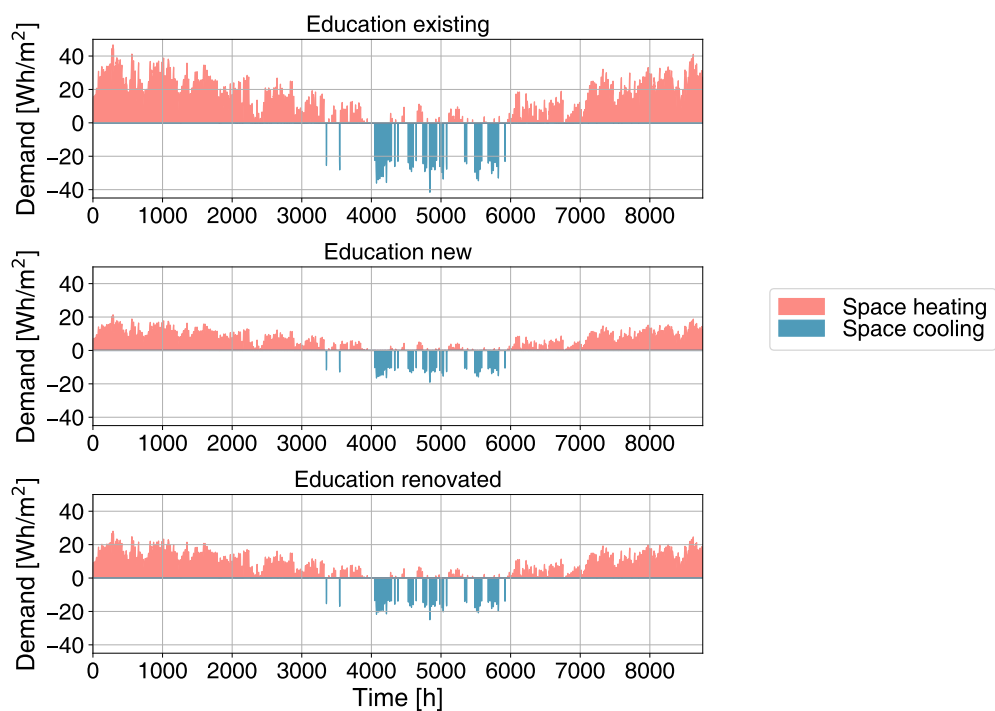 Education existing
Demand [Wh/m²]
40
20
0
−20
−40
0 1000 2000 3000 4000 5000 6000 7000 8000
Education new
Demand [Wh/m²]
40
20
0
−20
−40
0 1000 2000 3000 4000 5000 6000 7000 8000
Space heating
Space cooling
Education renovated
Demand [Wh/m²]
40
20
0
−20
−40
0 1000 2000 3000 4000 5000 6000 7000 8000
Time [h]